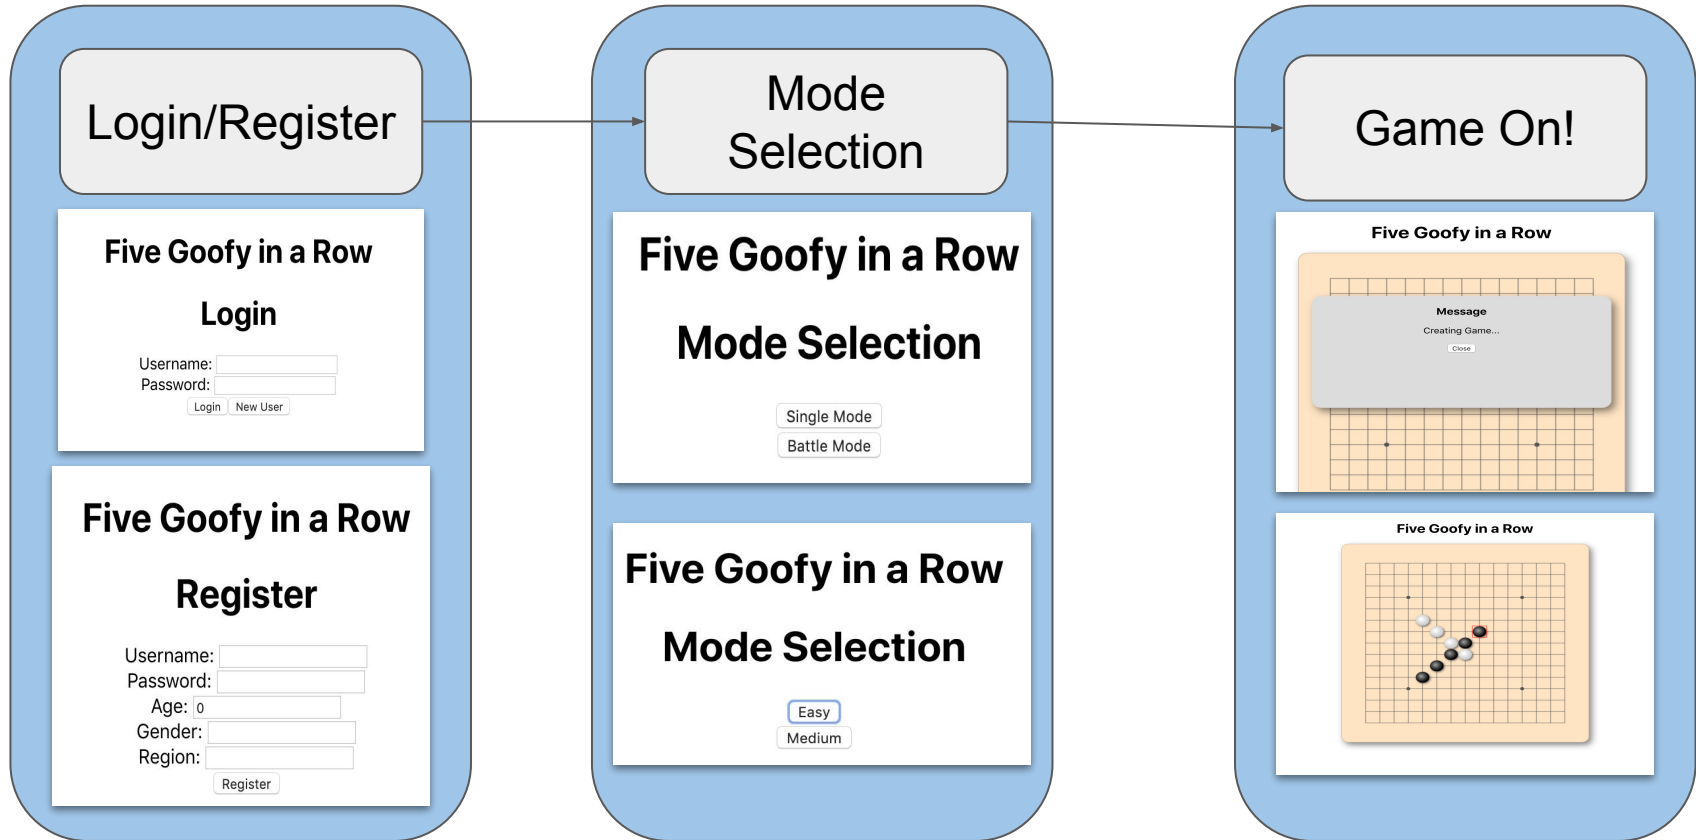 Login/Register
Five Goofy in a Row
Login
Username:
Password:
Login New User
Five Goofy in a Row
Register
Username:
Password:
Age: 0
Gender:
Region:
Register
Mode
Selection
Five Goofy in a Row
Mode Selection
Single Mode
Battle Mode
Five Goofy in a Row
Mode Selection
Easy
Medium
Game On!
Five Goofy in a Row
Message
Creating Game...
Close
Five Goofy in a Row